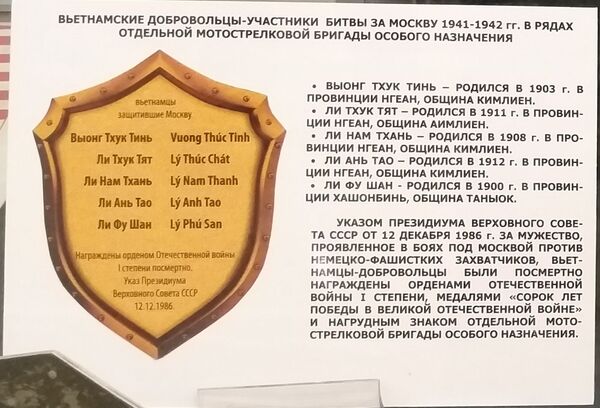 ВЬЕТНАМСКИЕ ДОБРОВОЛЬЦЫ-УЧАСТНИКИ БИТВЫ ЗА МОСКВУ 1941-1942 гг. В РЯДАХ
ОТДЕЛЬНОЙ МОТОСТРЕЛКОВОЙ БРИГАДЫ ОСОБОГО НАЗНАЧЕНИЯ
вьетнамцы
защитившие Москву
Выонг Тхук Тинь Vuong Thúc Tình
Ли Тхук Тят Lý Thúc Chát
Ли Нам Тхань Lý Nam Thanh
Ли Ань Тао Lý Anh Tao
Ли Фу Шан Lý Phú San
Награждены орденом Отечественной войны
I степени посмертно.
Указ Президиума
Верховного Совета СССР
12.12.1986.
• ВЫОНГ ТХУК ТИНЬ – РОДИЛСЯ В 1903 г. В
ПРОВИНЦИИ НГЕАН, ОБЩИНА КИМЛИЕН.
• ЛИ ТХУК ТЯТ – РОДИЛСЯ В 1911 г. В ПРОВИН-
ЦИИ НГЕАН, ОБЩИНА АИМЛИЕН.
• ЛИ НАМ ТХАНЬ – РОДИЛСЯ В 1908 г. В ПРО-
ВИНЦИИ НГЕАН, ОБЩИНА КИМЛИЕН.
• ЛИ АНЬ ТАО – РОДИЛСЯ В 1912 г. В ПРОВИН-
ЦИИ НГЕАН, ОБЩИНА КИМЛИЕН.
• ЛИ ФУ ШАН - РОДИЛСЯ В 1900 г. В ПРОВИН-
ЦИИ ХАШОНБИНЬ, ОБЩИНА ТАНЫОК.
УКАЗОМ ПРЕЗИДИУМА ВЕРХОВНОГО СОВЕ-
ТА СССР ОТ 12 ДЕКАБРЯ 1986 г. ЗА МУЖЕСТВО,
ПРОЯВЛЕННОЕ В БОЯХ ПОД МОСКВОЙ ПРОТИВ
НЕМЕЦКО-ФАШИСТКИХ ЗАХВАТЧИКОВ, ВЬЕТ-
НАМЦЫ-ДОБРОВОЛЬЦЫ БЫЛИ ПОСМЕРТНО
НАГРАЖДЕНЫ ОРДЕНАМИ ОТЕЧЕСТВЕННОЙ
ВОЙНЫ I СТЕПЕНИ, МЕДАЛЯМИ «СОРОК ЛЕТ
ПОБЕДЫ В ВЕЛИКОЙ ОТЕЧЕСТВЕННОЙ ВОЙНЕ»
И НАГРУДНЫМ ЗНАКОМ ОТДЕЛЬНОЙ МОТО-
СТРЕЛКОВОЙ БРИГАДЫ ОСОБОГО НАЗНАЧЕНИЯ.